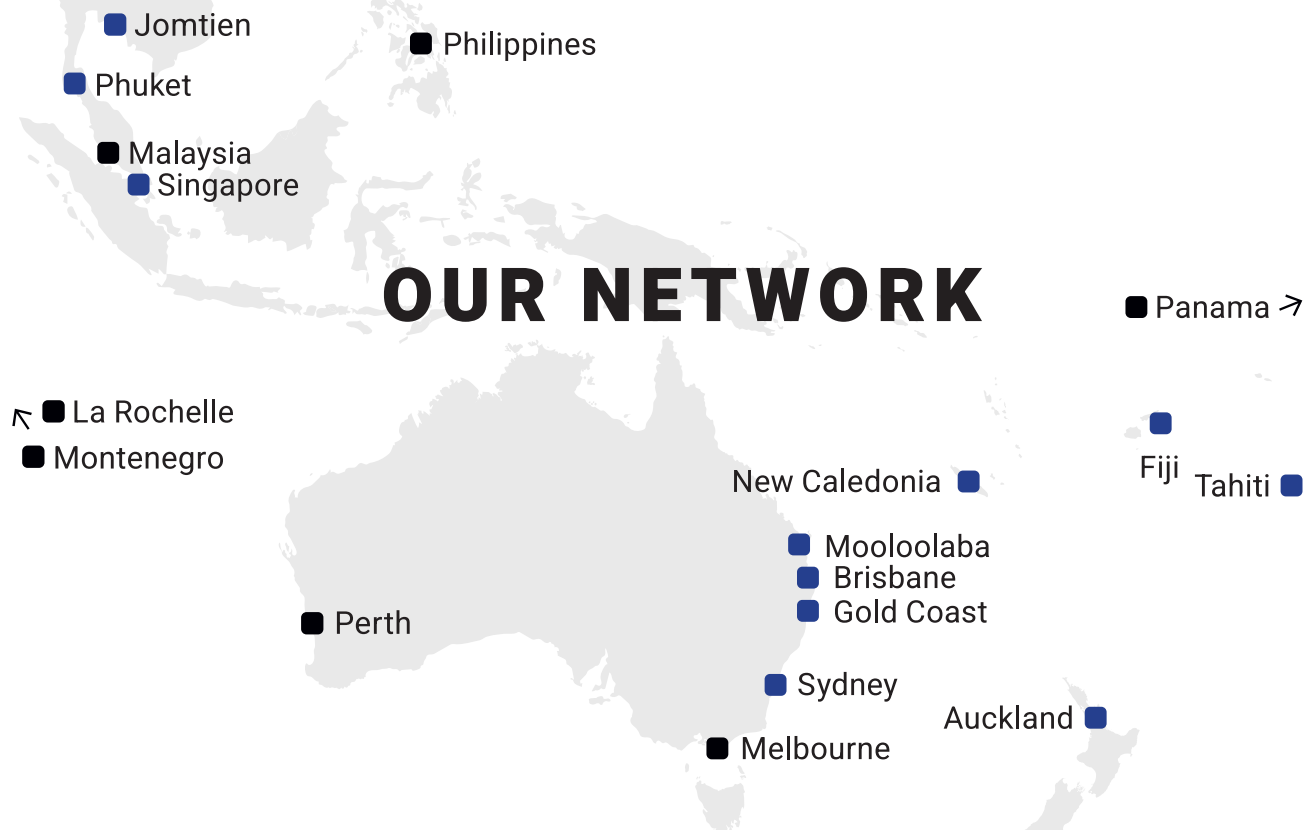 Jomtien
Philippines
Phuket
Malaysia
Singapore
OUR NETWORK
Panama
La Rochelle
Montenegro
Fiji
Tahiti
New Caledonia
Mooloolaba
Brisbane
Gold Coast
Perth
Sydney
Auckland
Melbourne